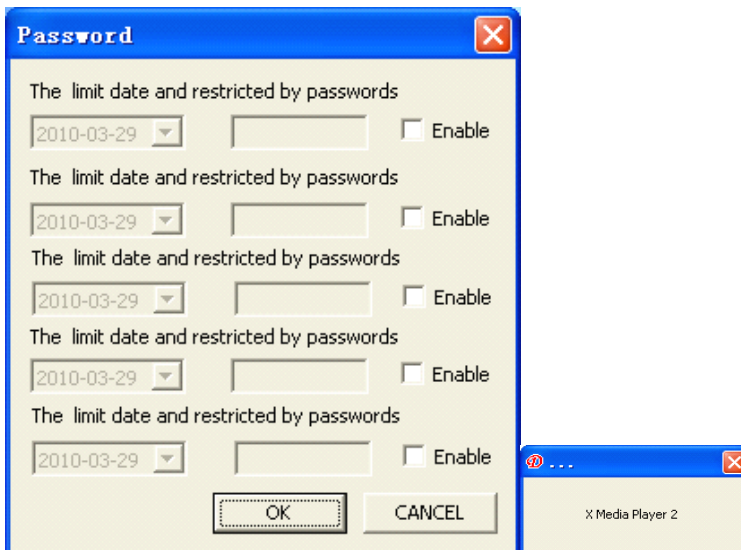 Password
The limit date and restricted by passwords
2010-03-29 Enable
The limit date and restricted by passwords
2010-03-29 Enable
The limit date and restricted by passwords
2010-03-29 Enable
The limit date and restricted by passwords
2010-03-29 Enable
The limit date and restricted by passwords
2010-03-29 Enable
OK CANCEL
...
X Media Player 2